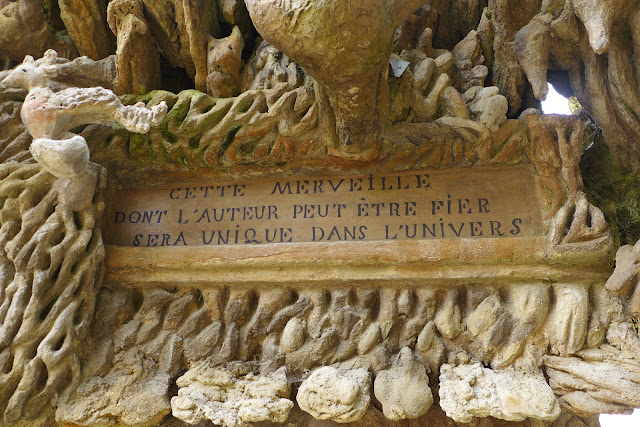 CETTE MERVEILLE
DONT L'AUTEUR PEUT ÊTRE FIER
SERA UNIQUE DANS L'UNIVERS